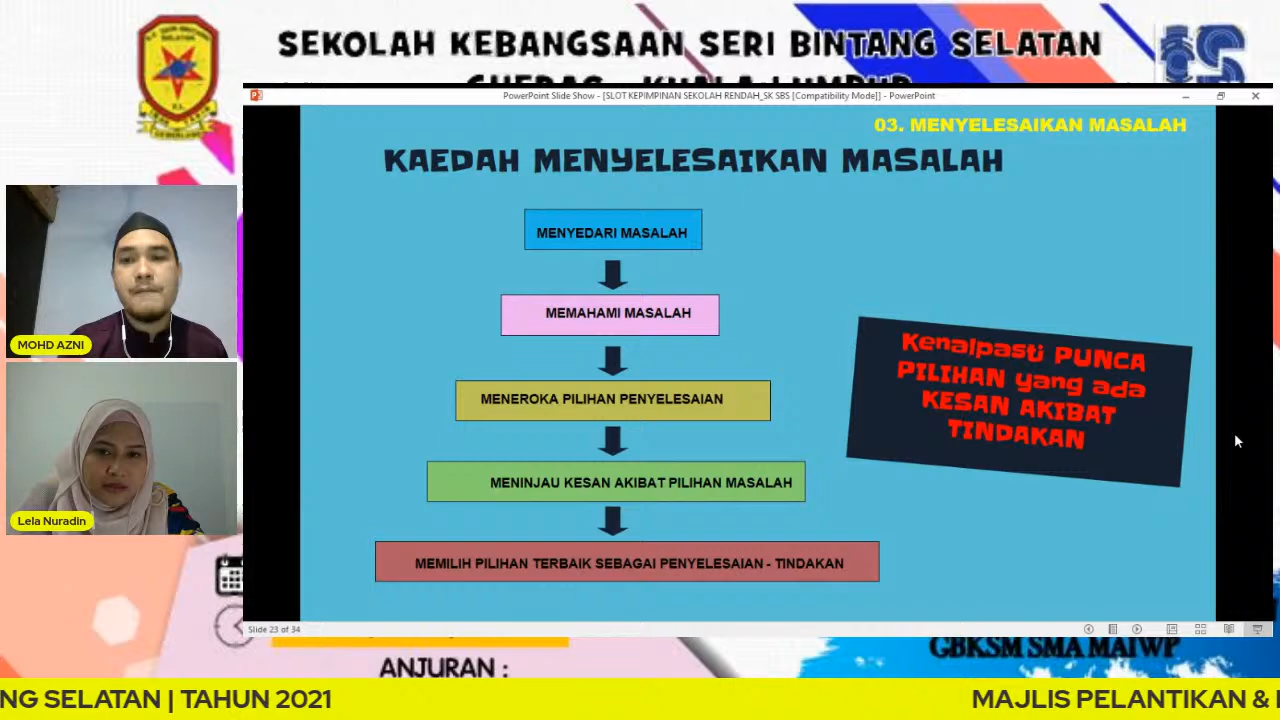 SEKOLAH KEBANGSAAN SERI BINTANG SELATAN
CHERAS, KUALA LUMPUR
PowerPoint Slide Show - [SLOT KEPIMPINAN SEKOLAH RENDAH_SK SBS [Compatibility Mode]] - PowerPoint
03. MENYELESAIKAN MASALAH
KAEDAH MENYELESAIKAN MASALAH
MENYEDARI MASALAH
MEMAHAMI MASALAH
MENEROKA PILIHAN PENYELESAIAN
MENINJAU KESAN AKIBAT PILIHAN MASALAH
MEMILIH PILIHAN TERBAIK SEBAGAI PENYELESAIAN - TINDAKAN
Kenalpasti PUNCA
PILIHAN yang ada
KESAN AKIBAT
TINDAKAN
MOHD AZNI
Lela Nuradin
Slide 23 of 34
GBKSM SMA MAIWP
ANJURAN :
NG SELATAN | TAHUN 2021
MAJLIS PELANTIKAN &